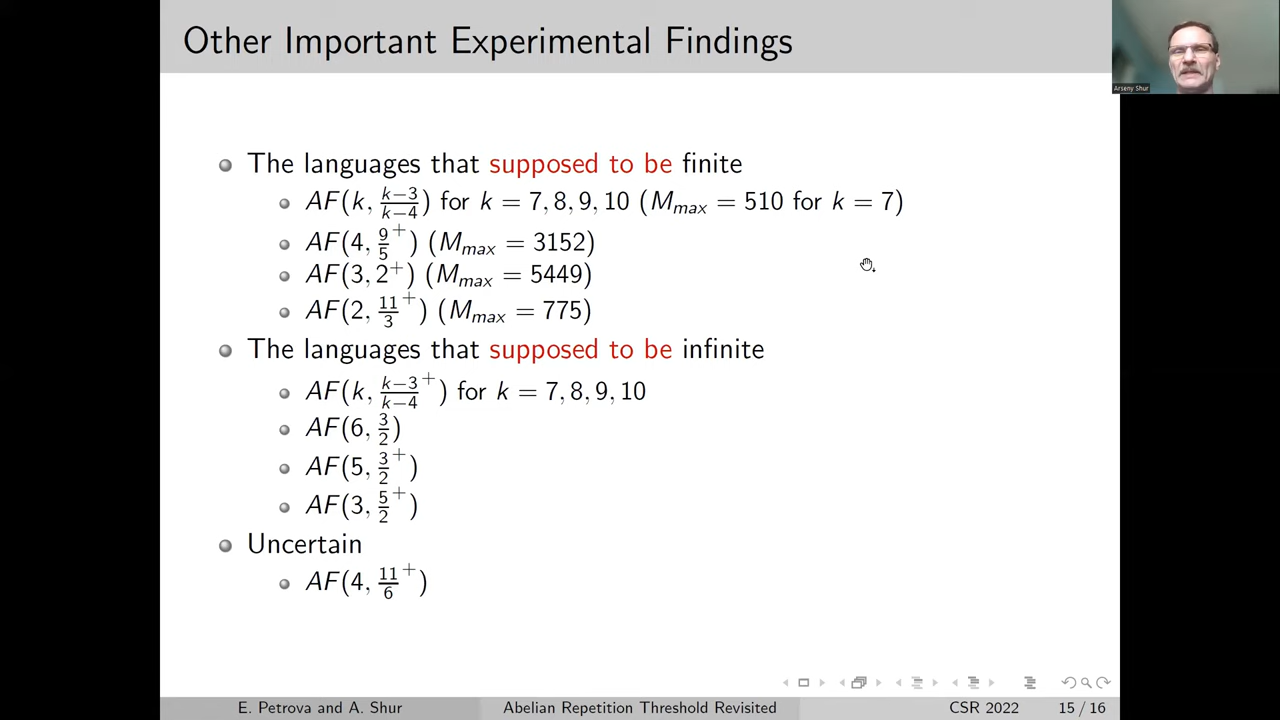 Other Important Experimental Findings
Arseny Shur
The languages that supposed to be finite
AF(k, (k−3)/(k−4)) for k = 7, 8, 9, 10 (M_max = 510 for k = 7)
AF(4, 9/5⁺) (M_max = 3152)
AF(3, 2⁺) (M_max = 5449)
AF(2, 11/3⁺) (M_max = 775)
The languages that supposed to be infinite
AF(k, (k−3)/(k−4)⁺) for k = 7, 8, 9, 10
AF(6, 3/2)
AF(5, 3/2⁺)
AF(3, 5/2⁺)
Uncertain
AF(4, 11/6⁺)
E. Petrova and A. Shur Abelian Repetition Threshold Revisited CSR 2022 15 / 16